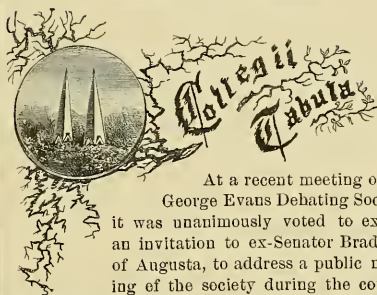 Collegii
Tabula
At a recent meeting o
George Evans Debating Soc
it was unanimously voted to ex
an invitation to ex-Senator Brad
of Augusta, to address a public m
ing ef the society during the co